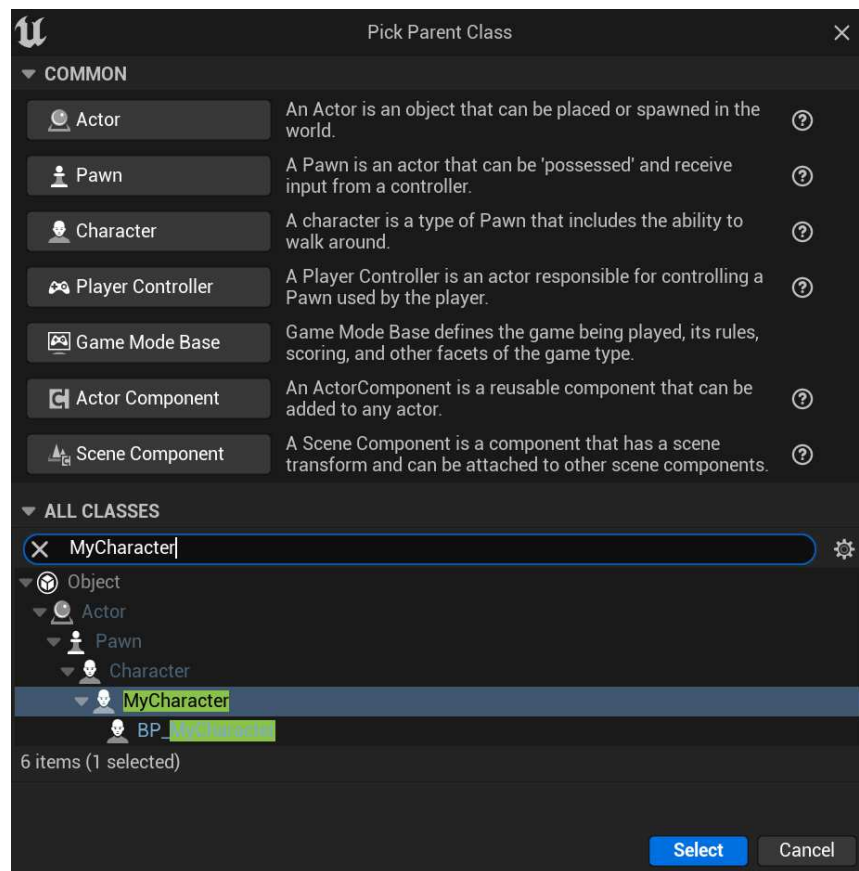 Pick Parent Class
COMMON
Actor
An Actor is an object that can be placed or spawned in the
world.
Pawn
A Pawn is an actor that can be 'possessed' and receive
input from a controller.
Character
A character is a type of Pawn that includes the ability to
walk around.
Player Controller
A Player Controller is an actor responsible for controlling a
Pawn used by the player.
Game Mode Base
Game Mode Base defines the game being played, its rules,
scoring, and other facets of the game type.
Actor Component
An ActorComponent is a reusable component that can be
added to any actor.
Scene Component
A Scene Component is a component that has a scene
transform and can be attached to other scene components.
ALL CLASSES
MyCharacter
Object
Actor
Pawn
Character
MyCharacter
BP_MyCharacter
6 items (1 selected)
Select
Cancel